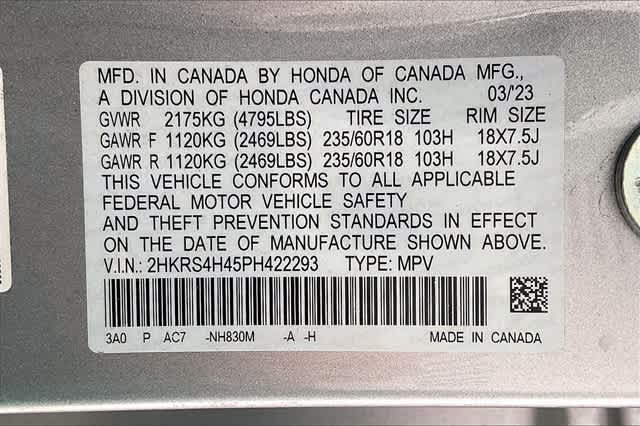 MFD. IN CANADA BY HONDA OF CANADA MFG.,
A DIVISION OF HONDA CANADA INC. 03/'23
GVWR 2175KG (4795LBS) TIRE SIZE RIM SIZE
GAWR F 1120KG (2469LBS) 235/60R18 103H 18X7.5J
GAWR R 1120KG (2469LBS) 235/60R18 103H 18X7.5J
THIS VEHICLE CONFORMS TO ALL APPLICABLE
FEDERAL MOTOR VEHICLE SAFETY
AND THEFT PREVENTION STANDARDS IN EFFECT
ON THE DATE OF MANUFACTURE SHOWN ABOVE.
V.I.N.: 2HKRS4H45PH422293 TYPE: MPV
3A0 P AC7 -NH830M -A -H MADE IN CANADA